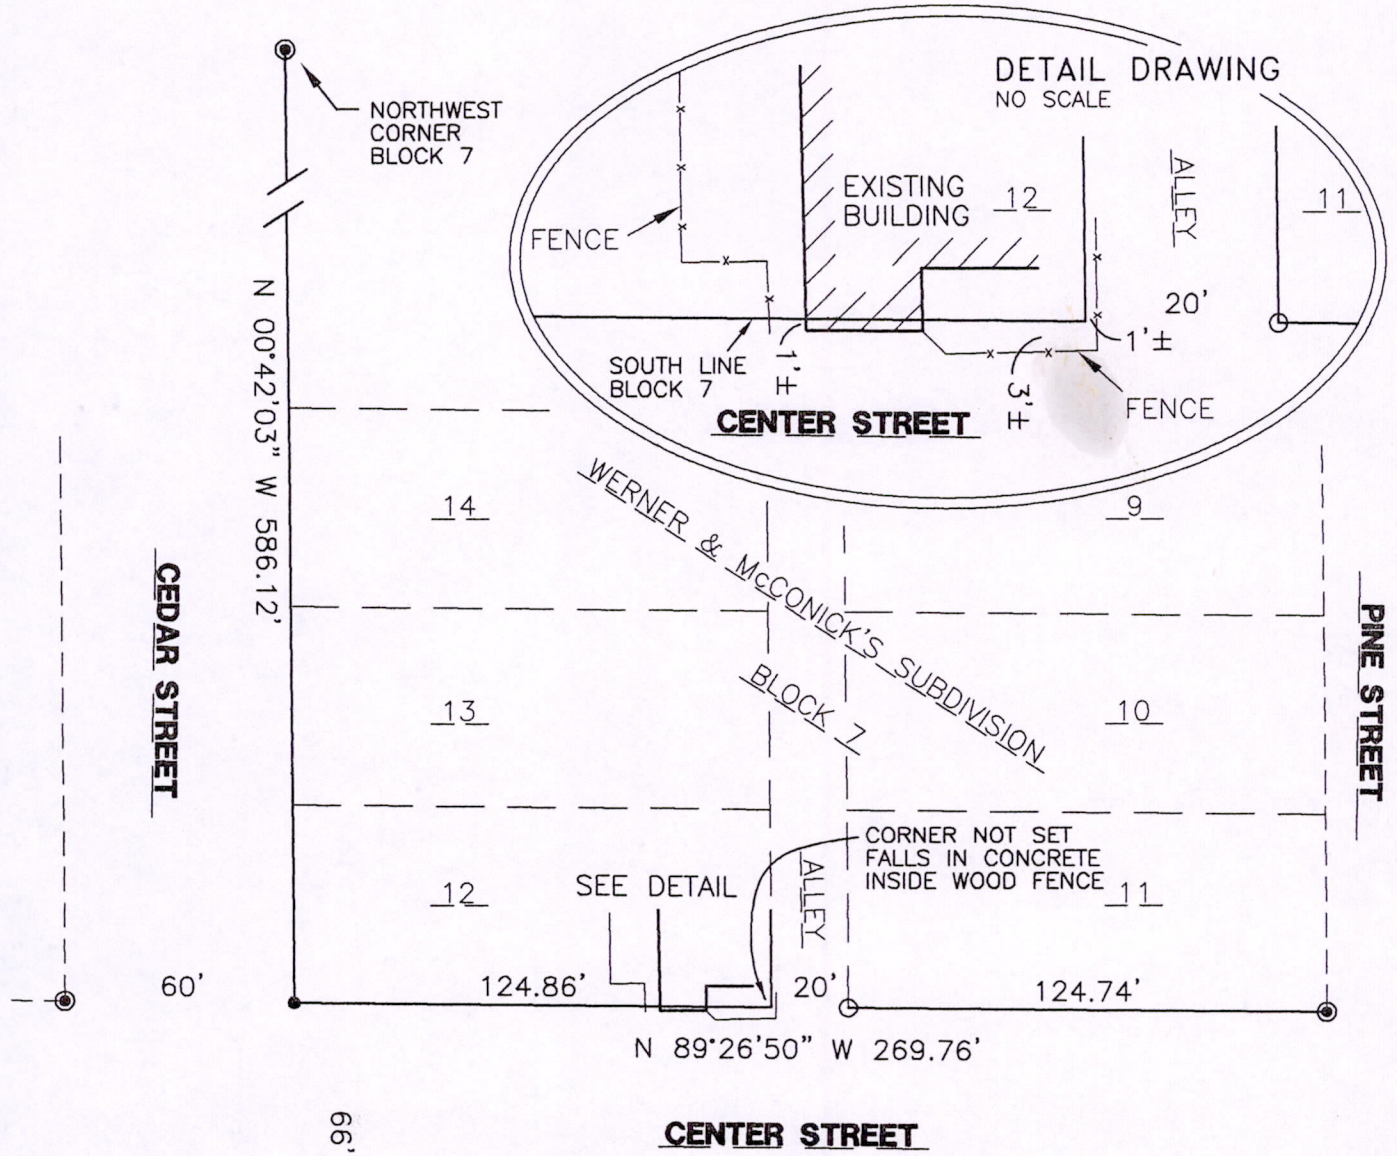 NORTHWEST
CORNER
BLOCK 7
DETAIL DRAWING
NO SCALE
EXISTING
BUILDING
12
ALLEY
11
FENCE
20'
1'±
SOUTH LINE
BLOCK 7
1'±
3'±
FENCE
CENTER STREET
N 00°42'03" W 586.12'
14
9
WERNER & McCONICK'S SUBDIVISION
BLOCK 7
CEDAR STREET
PINE STREET
13
10
CORNER NOT SET
FALLS IN CONCRETE
INSIDE WOOD FENCE
12
SEE DETAIL
ALLEY
11
60'
124.86'
20'
124.74'
N 89°26'50" W 269.76'
66'
CENTER STREET